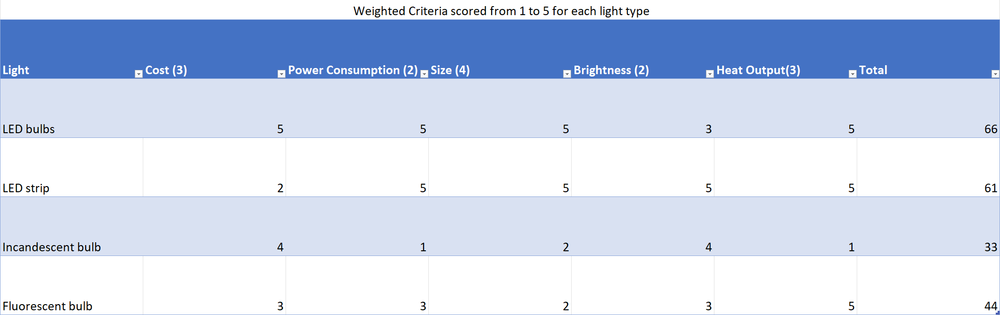 Weighted Criteria scored from 1 to 5 for each light type
Light Cost (3) Power Consumption (2) Size (4) Brightness (2) Heat Output(3) Total
LED bulbs 5 5 5 3 5 66
LED strip 2 5 5 5 5 61
Incandescent bulb 4 1 2 4 1 33
Fluorescent bulb 3 3 2 3 5 44